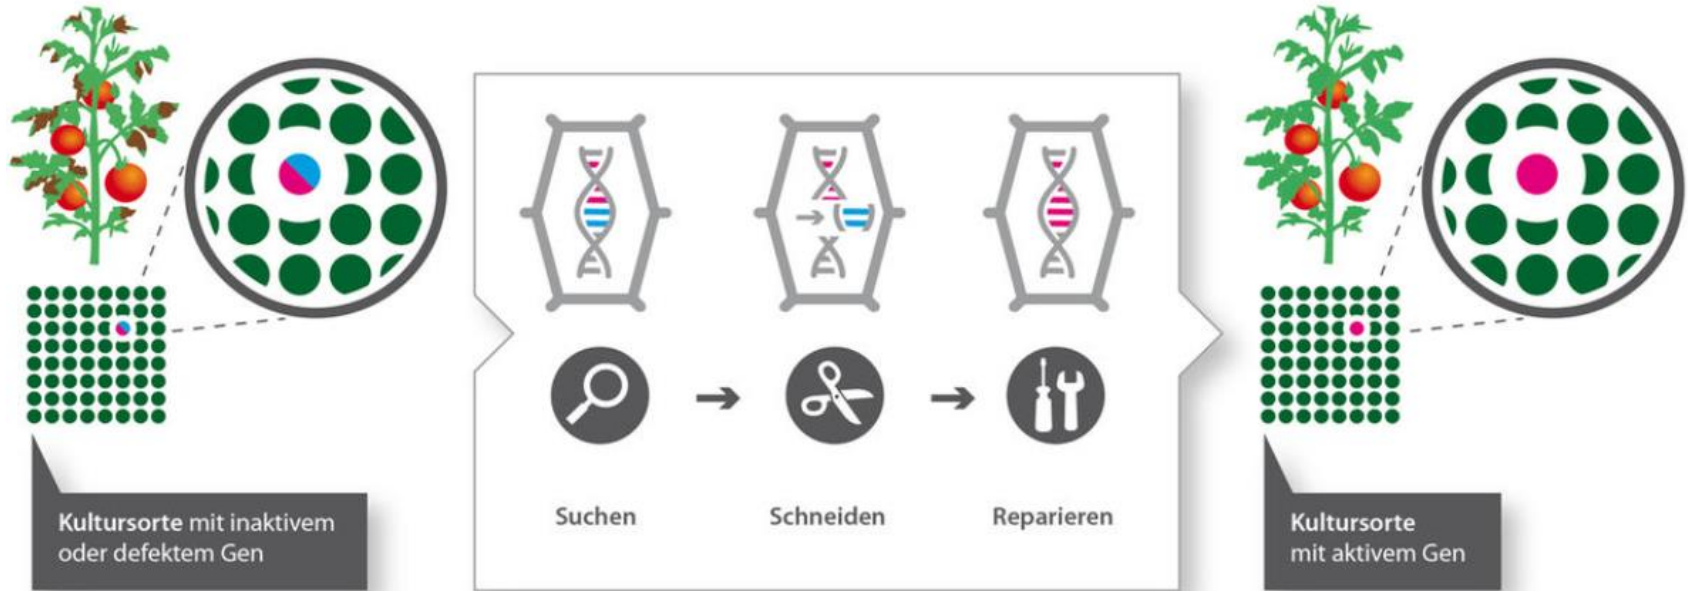 Suchen
Schneiden
Reparieren
Kultursorte mit inaktivem
oder defektem Gen
Kultursorte
mit aktivem Gen